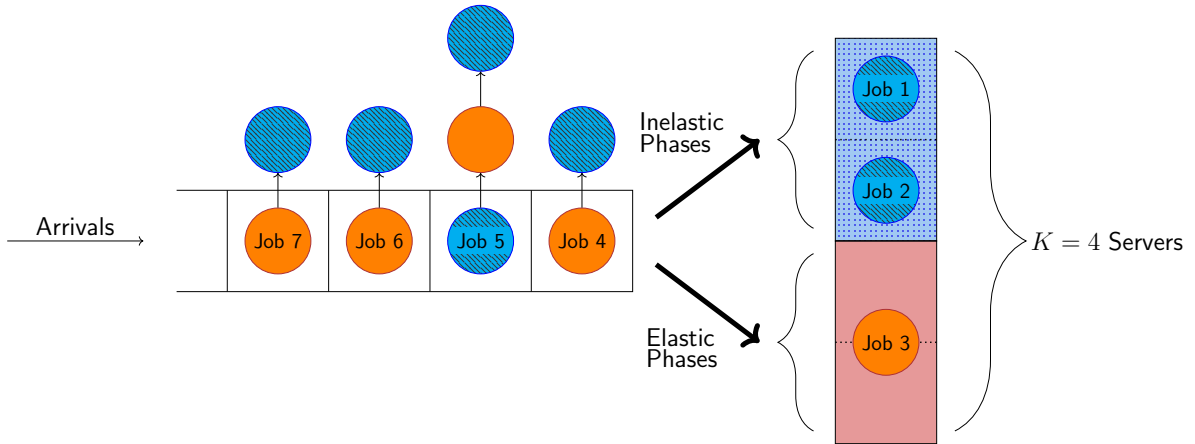 Arrivals
Job 7
Job 6
Job 5
Job 4
Inelastic
Phases
Elastic
Phases
Job 1
Job 2
Job 3
K = 4 Servers